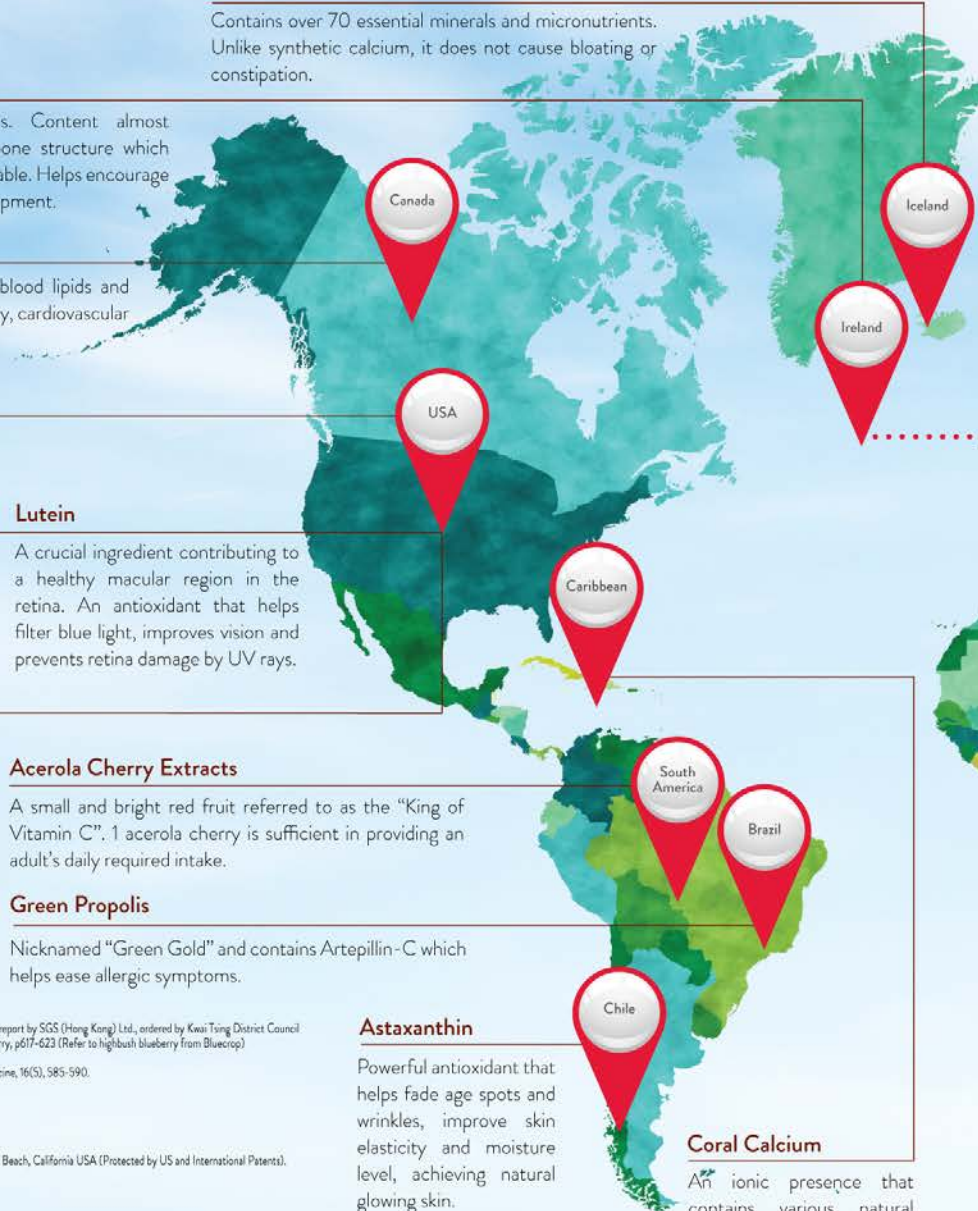 Contains over 70 essential minerals and micronutrients.
Unlike synthetic calcium, it does not cause bloating or
constipation.
Content almost
structure which
Helps encourage
Canada
Iceland
blood lipids and
cardiovascular
Ireland
USA
Lutein
A crucial ingredient contributing to
a healthy macular region in the
retina. An antioxidant that helps
filter blue light, improves vision and
prevents retina damage by UV rays.
Caribbean
Acerola Cherry Extracts
A small and bright red fruit referred to as the “King of
Vitamin C”. 1 acerola cherry is sufficient in providing an
adult’s daily required intake.
South
America
Brazil
Green Propolis
Nicknamed “Green Gold” and contains Artepillin-C which
helps ease allergic symptoms.
report by SGS (Hong Kong) Ltd., ordered by Kwai Tsing District Council
p617-623 (Refer to highbush blueberry from Bluecrop)
16(5), 585-590.
Beach, California USA (Protected by US and International Patents).
Chile
Astaxanthin
Powerful antioxidant that
helps fade age spots and
wrinkles, improve skin
elasticity and moisture
level, achieving natural
glowing skin.
Coral Calcium
An ionic presence that
contains various natural